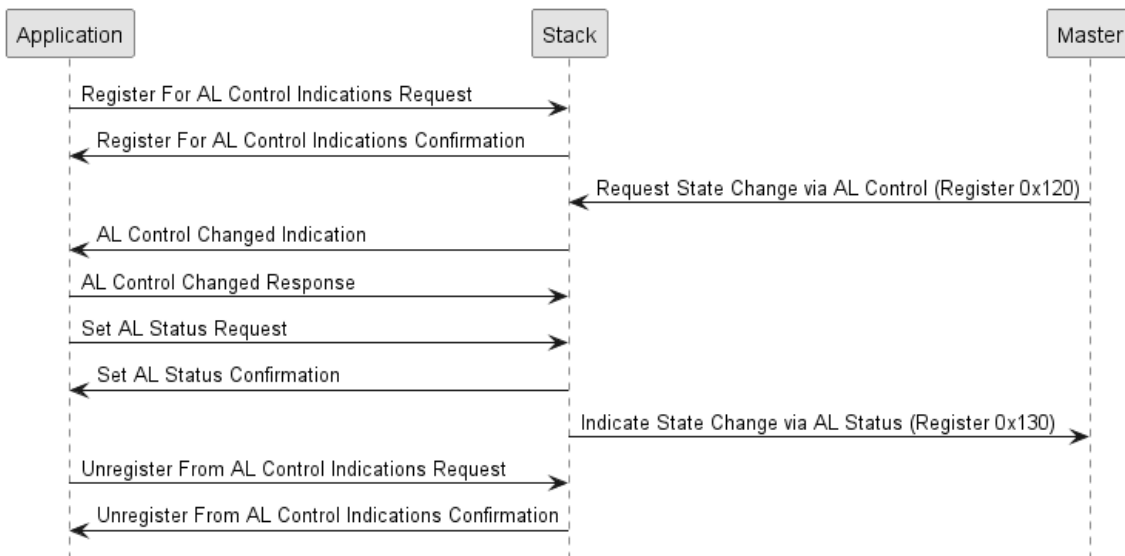 Application
Stack
Master
Register For AL Control Indications Request
Register For AL Control Indications Confirmation
Request State Change via AL Control (Register 0x120)
AL Control Changed Indication
AL Control Changed Response
Set AL Status Request
Set AL Status Confirmation
Indicate State Change via AL Status (Register 0x130)
Unregister From AL Control Indications Request
Unregister From AL Control Indications Confirmation